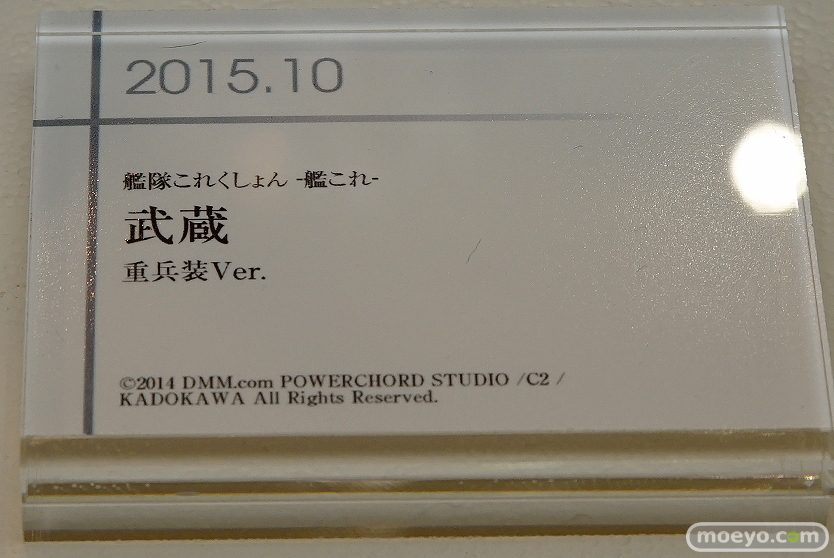 2015.10
艦隊これくしょん -艦これ-
武蔵
重兵装Ver.
©2014 DMM.com POWERCHORD STUDIO /C2 /
KADOKAWA All Rights Reserved.
moeyo.com